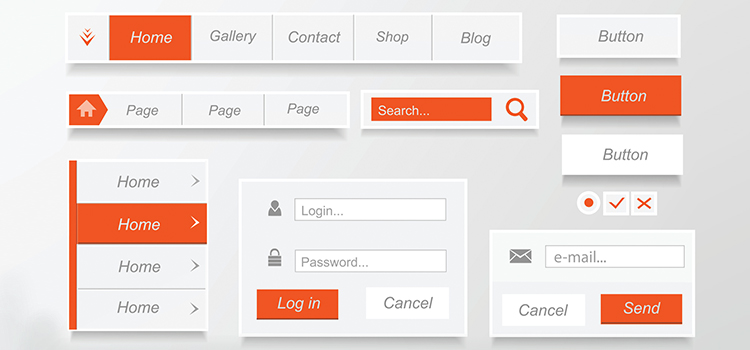 Home Gallery Contact Shop Blog
Button
Page Page Page
Search...
Button
Button
Home
Home
Home
Home
Login...
Password...
Log in Cancel
e-mail...
Cancel Send